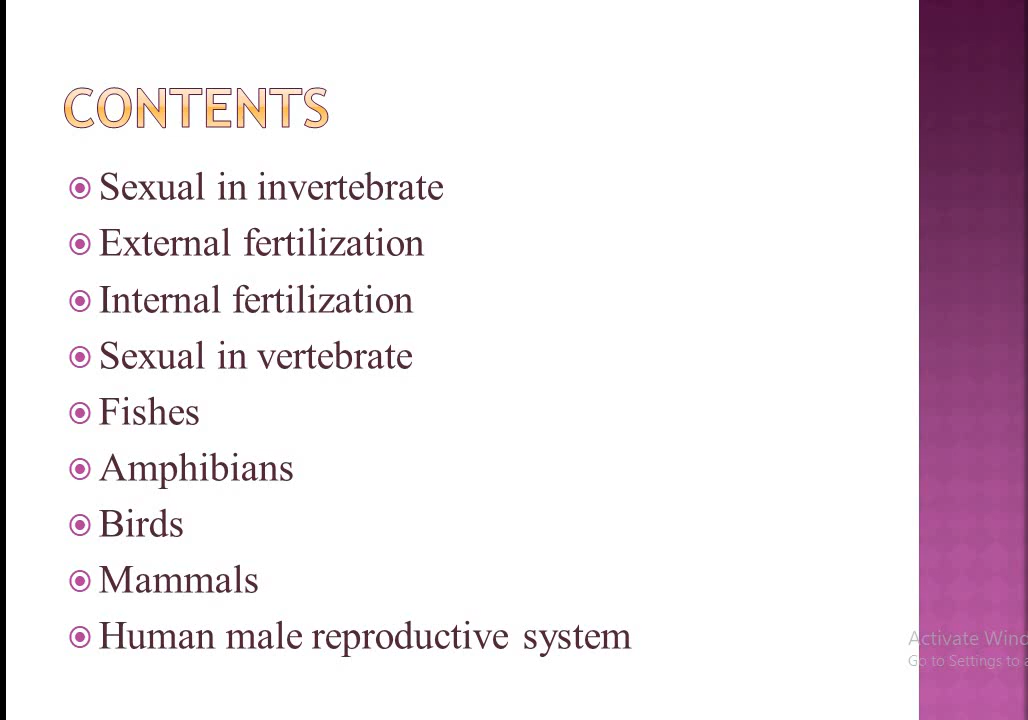 CONTENTS
Sexual in invertebrate
External fertilization
Internal fertilization
Sexual in vertebrate
Fishes
Amphibians
Birds
Mammals
Human male reproductive system
Activate Wind
Go to Settings to a